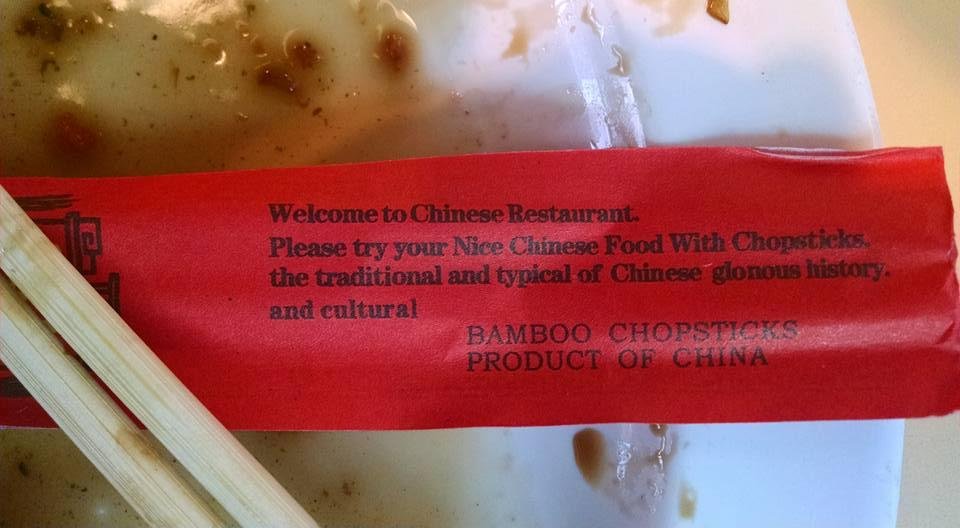 Welcome to Chinese Restaurant.
Please try your Nice Chinese Food With Chopsticks.
the traditional and typical of Chinese glonous history.
and cultural
BAMBOO CHOPSTICKS
PRODUCT OF CHINA